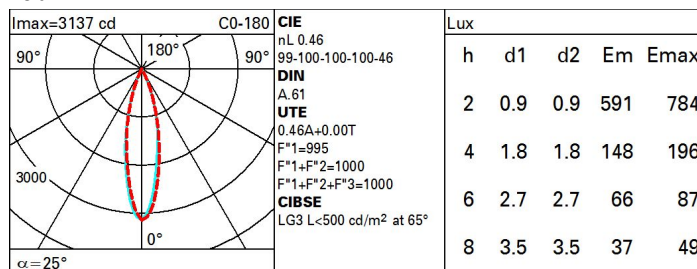 Imax=3137 cd C0-180
90° 180° 90°
3000
0°
α=25°
CIE
nL 0.46
99-100-100-100-46
DIN
A.61
UTE
0.46A+0.00T
F"1=995
F"1+F"2=1000
F"1+F"2+F"3=1000
CIBSE
LG3 L<500 cd/m² at 65°
Lux
h d1 d2 Em Emax
2 0.9 0.9 591 784
4 1.8 1.8 148 196
6 2.7 2.7 66 87
8 3.5 3.5 37 49